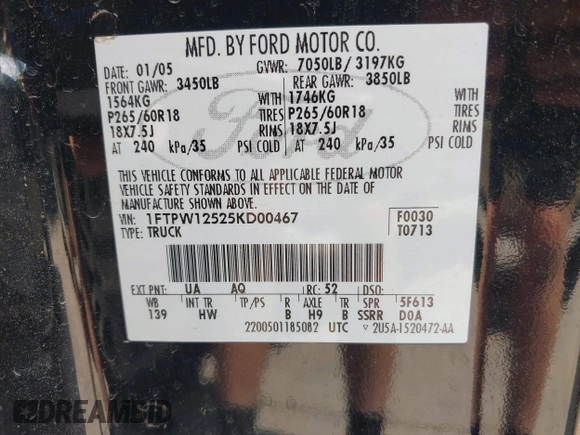 MFD. BY FORD MOTOR CO.
DATE: 01/05 GVWR: 7050LB/ 3197KG
FRONT GAWR: 3450LB REAR GAWR: 3850LB
1564KG WITH 1746KG WITH
P265/60R18 TIRES P265/60R18 TIRES
18X7.5J RIMS 18X7.5J RIMS
AT 240 kPa/35 PSI COLD AT 240 kPa/35 PSI COLD
Ford
THIS VEHICLE CONFORMS TO ALL APPLICABLE FEDERAL MOTOR
VEHICLE SAFETY STANDARDS IN EFFECT ON THE DATE OF
MANUFACTURE SHOWN ABOVE.
VIN: 1FTPW12525KD00467 F0030
TYPE: TRUCK T0713
EXT PNT: UA AQ RC: 52 DSO:
WB INT TR TP/PS R AXLE TR SPR 5F613
139 HW B H9 B SSRR DOA
2200501185082 UTC ▽ 2U5A-1520472-AA
DREAMBID